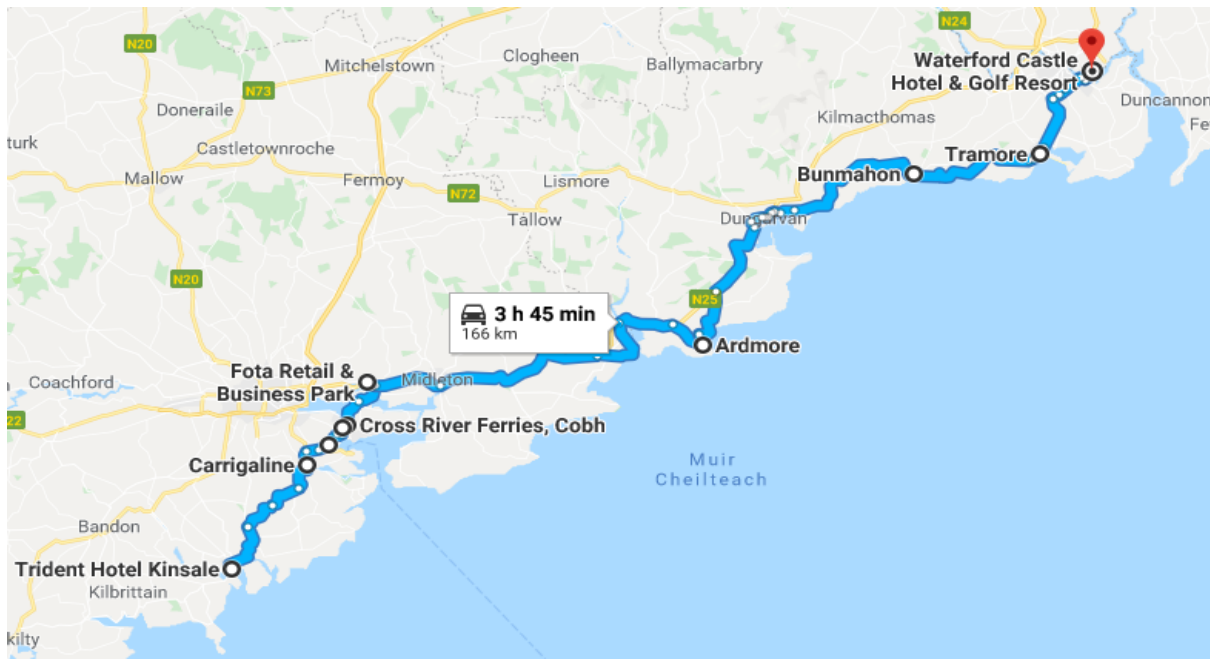 N20
N24
Clogheen
Mitchelstown
Ballymacarbry
Waterford Castle
Hotel & Golf Resort
N73
Doneraile
Duncannon
Kilmacthomas
Fe
turk
Castletownroche
Tramore
Mallow
Fermoy
Lismore
Bunmahon
N72
Tallow
Dungarvan
N20
N25
3 h 45 min
166 km
Ardmore
Fota Retail &
Business Park
Coachford
Midleton
22
Cross River Ferries, Cobh
Carrigaline
Muir
Cheilteach
Bandon
Trident Hotel Kinsale
Kilbrittain
kilty